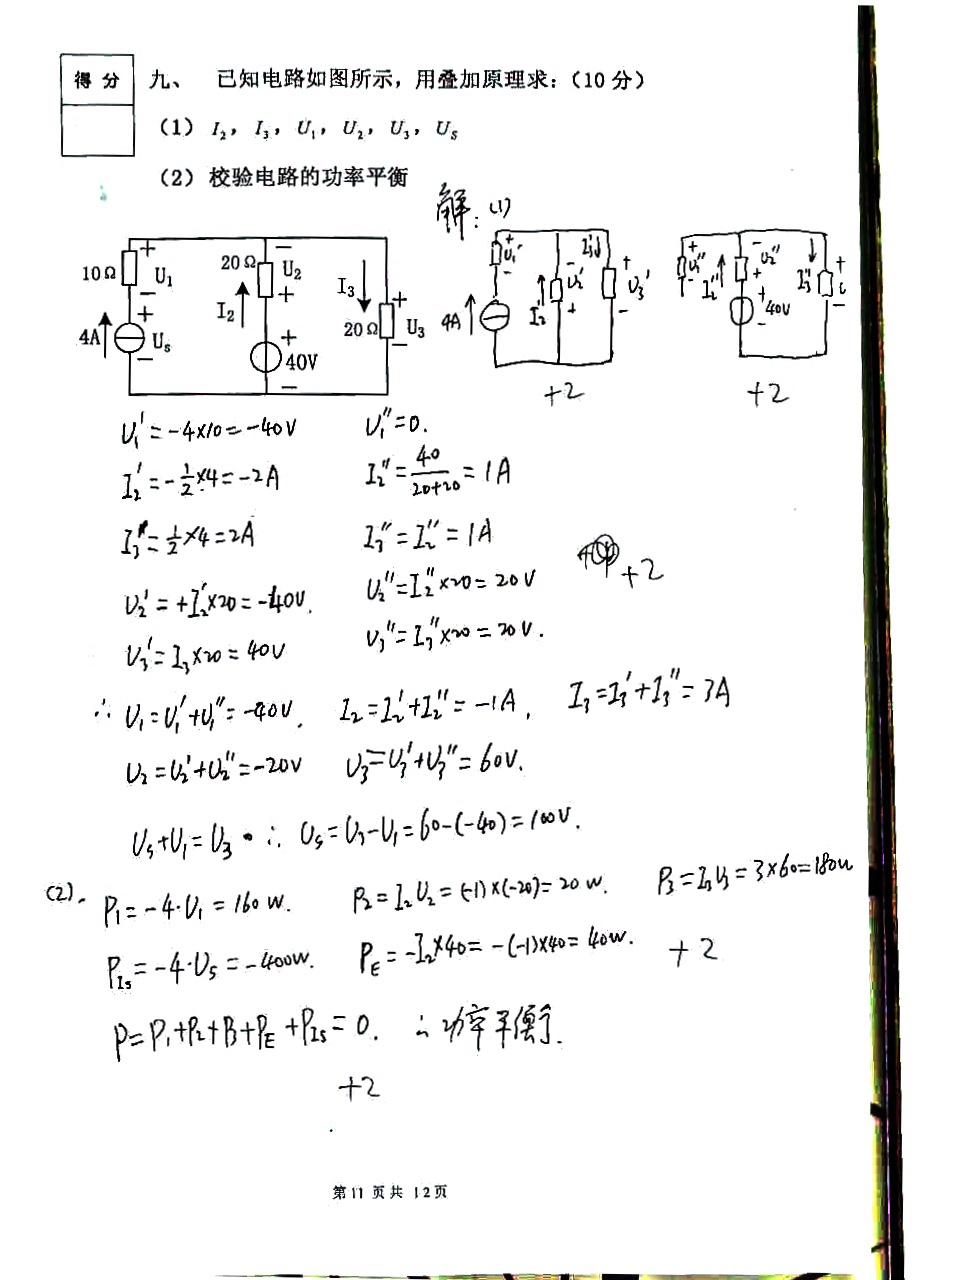 得 分
九、 已知电路如图所示，用叠加原理求：（10 分）
（1） I₂， I₃， U₁， U₂， U₃， U_S
（2） 校验电路的功率平衡
解： (1)
10Ω + U₁ − 20Ω − U₂ + I₂ I₃ 20Ω + U₃ −
4A + U_s − + 40V −
4A + U₁' − I₂' − U₂' + I₃' + U₃' −
+ U₁'' − I₂'' − U₂'' + + 40V − I₃'' + −
+2 +2
U₁' = −4×10 = −40V U₁'' = 0.
I₂' = −½×4 = −2A I₂'' = 40/(20+20) = 1A
I₃' = ½×4 = 2A I₃'' = I₂'' = 1A
+2
U₂' = +I₂'×20 = −40V. U₂'' = I₂''×20 = 20V
U₃' = I₃×20 = 40V U₃'' = I₃''×20 = 20V.
∴ U₁ = U₁' + U₁'' = −40V. I₂ = I₂' + I₂'' = −1A. I₃ = I₃' + I₃'' = 3A
U₂ = U₂' + U₂'' = −20V U₃ = U₃' + U₃'' = 60V.
U_s + U₁ = U₃ ∴ U_s = U₃ − U₁ = 60 − (−40) = 100V.
(2). P₁ = −4·U₁ = 160W. P₂ = I₂U₂ = (−1)×(−20) = 20W. P₃ = I₃U₃ = 3×60 = 180W
P_Is = −4·U_s = −400W. P_E = −I₂×40 = −(−1)×40 = 40W. +2
P = P₁+P₂+P₃+P_E+P_Is = 0. ∴ 功率平衡.
+2
第 11 页 共 12 页